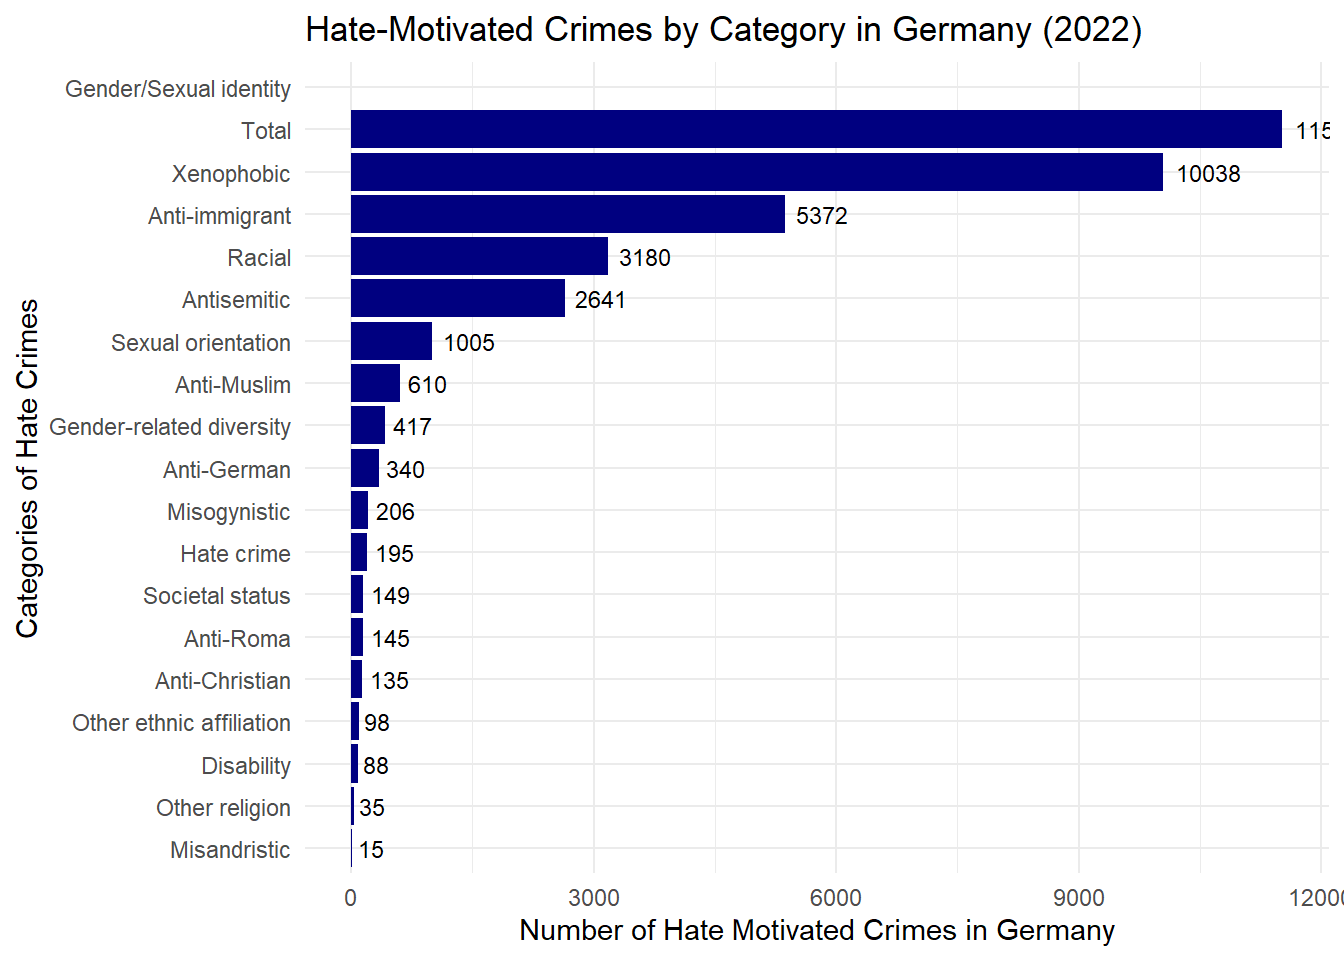 Hate-Motivated Crimes by Category in Germany (2022)
Categories of Hate Crimes
Gender/Sexual identity
Total
Xenophobic 10038
Anti-immigrant 5372
Racial 3180
Antisemitic 2641
Sexual orientation 1005
Anti-Muslim 610
Gender-related diversity 417
Anti-German 340
Misogynistic 206
Hate crime 195
Societal status 149
Anti-Roma 145
Anti-Christian 135
Other ethnic affiliation 98
Disability 88
Other religion 35
Misandristic 15
0 3000 6000 9000 12000
Number of Hate Motivated Crimes in Germany